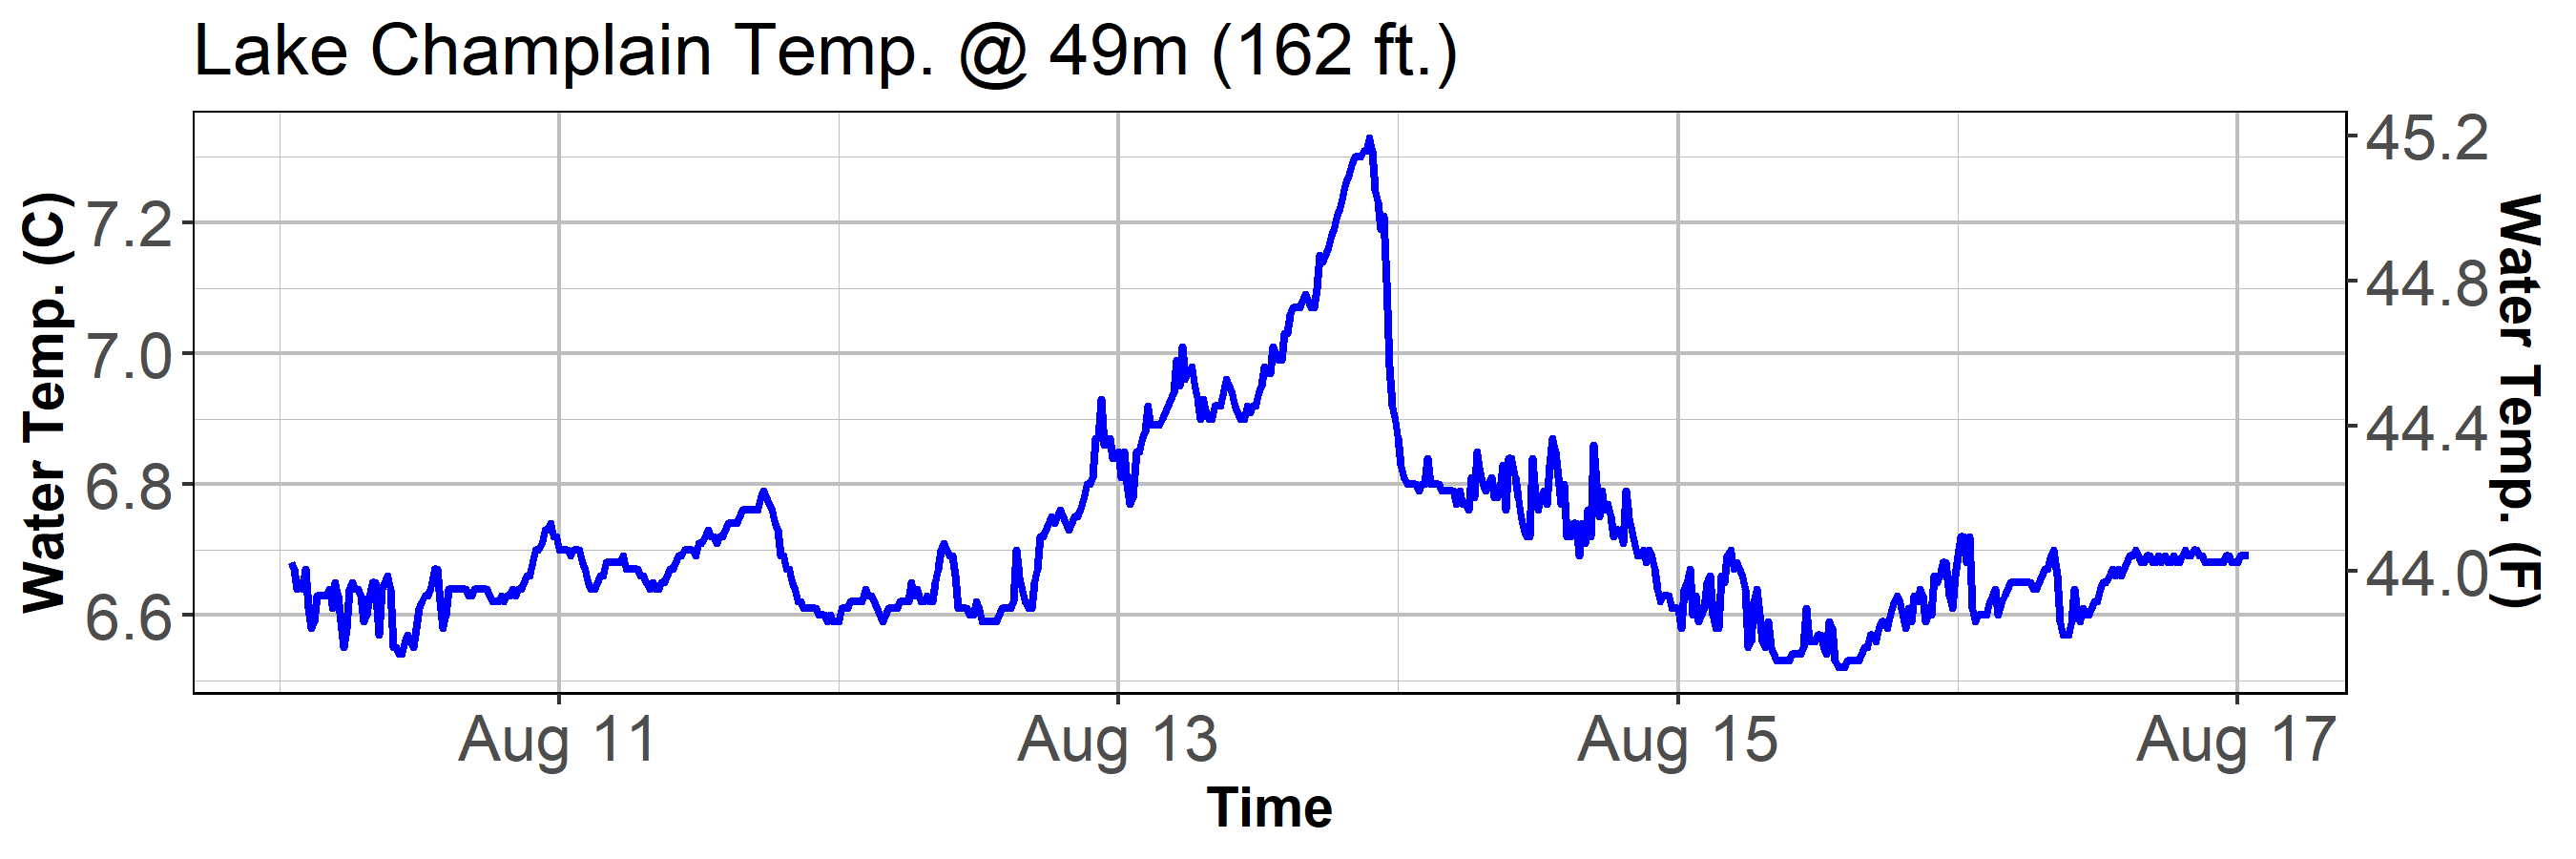 Lake Champlain Temp. @ 49m (162 ft.)
Water Temp. (C)
7.2
7.0
6.8
6.6
45.2
44.8
44.4
44.0
Water Temp. (F)
Aug 11
Aug 13
Aug 15
Aug 17
Time